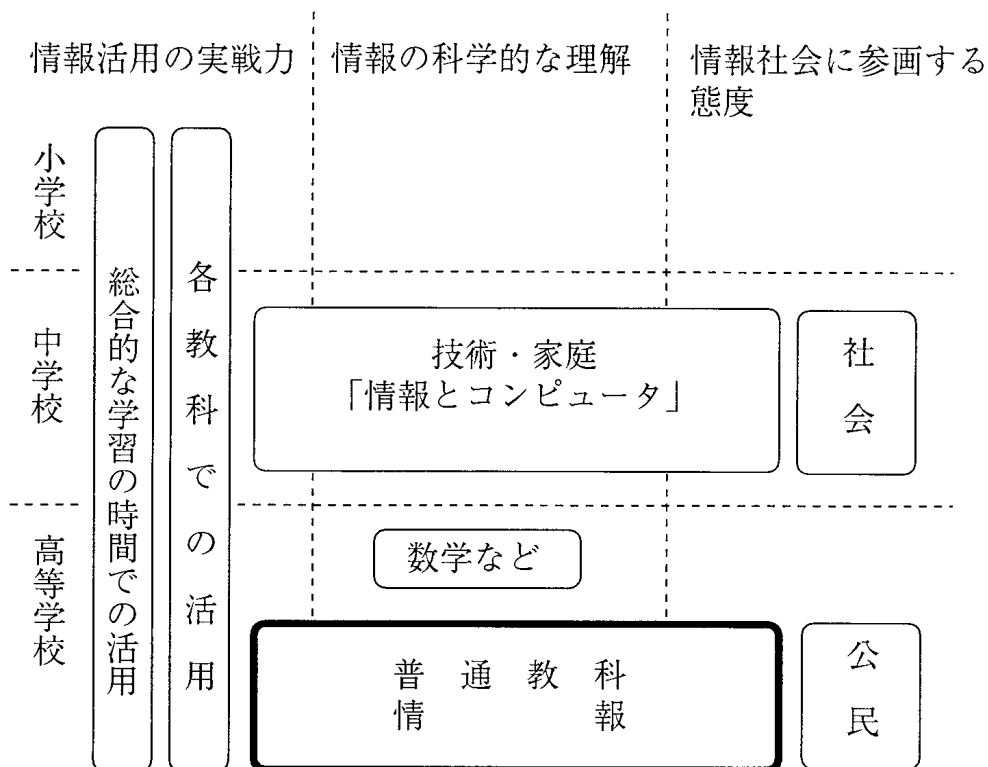 情報活用の実戦力
情報の科学的な理解
情報社会に参画する
態度
小学校
中学校
高等学校
総合的な学習の時間での活用
各教科での活用
技術・家庭
「情報とコンピュータ」
社会
数学など
普通教科
情報
公民